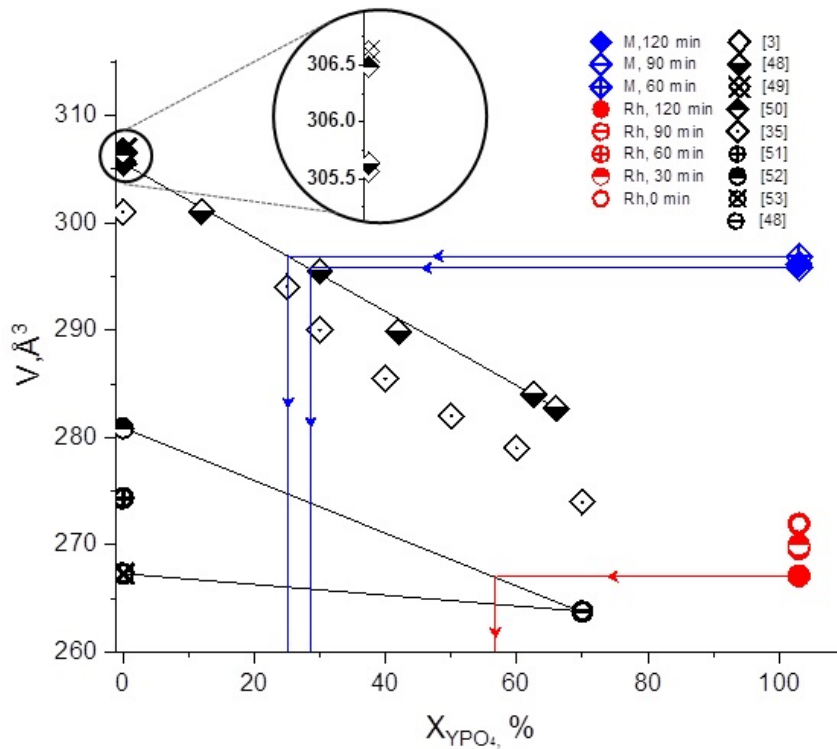 306.5
306.0
305.5
M, 120 min
M, 90 min
M, 60 min
Rh, 120 min
Rh, 90 min
Rh, 60 min
Rh, 30 min
Rh,0 min
[3]
[48]
[49]
[50]
[35]
[51]
[52]
[53]
[48]
V,Å³
310
300
290
280
270
260
0
20
40
60
80
100
X_YPO₄, %